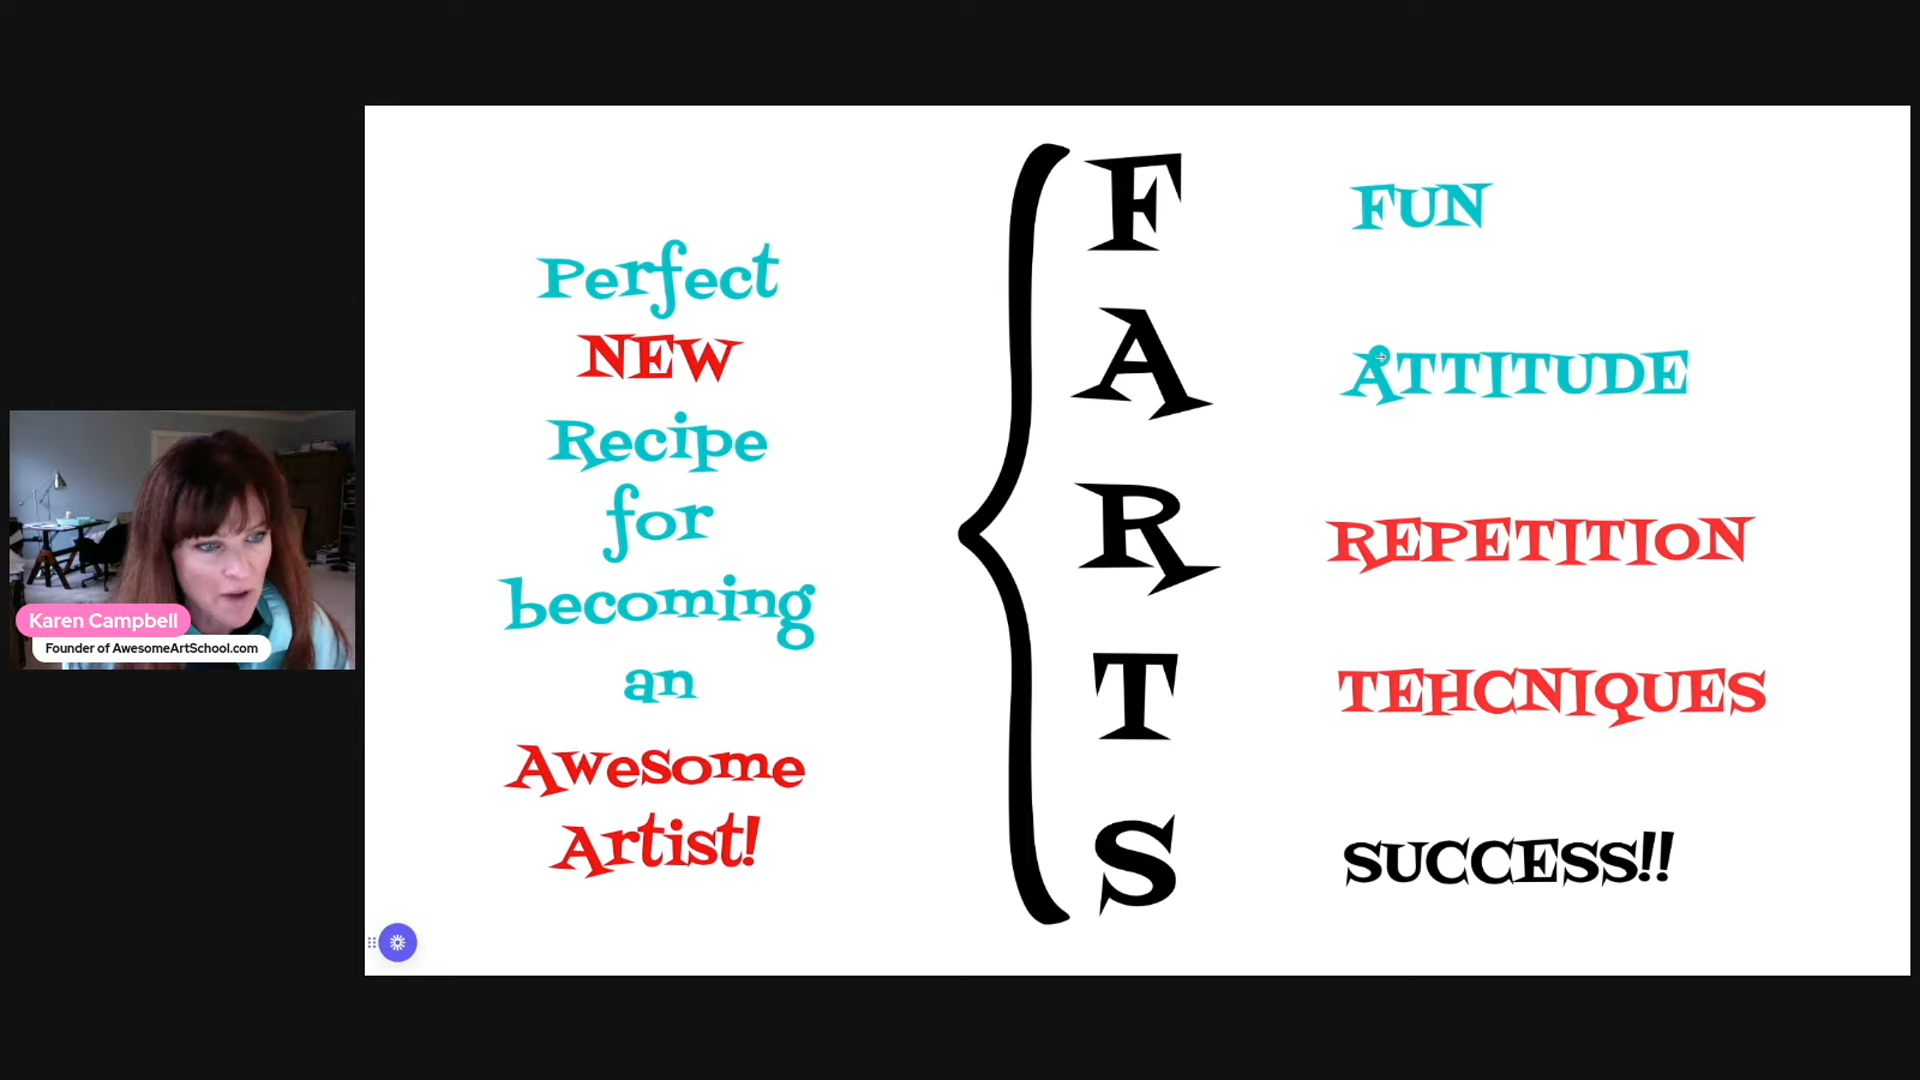 Perfect
NEW
Recipe
for
becoming
an
Awesome
Artist!
F FUN
A ATTITUDE
R REPETITION
T TEHCNIQUES
S SUCCESS!!
Karen Campbell
Founder of AwesomeArtSchool.com